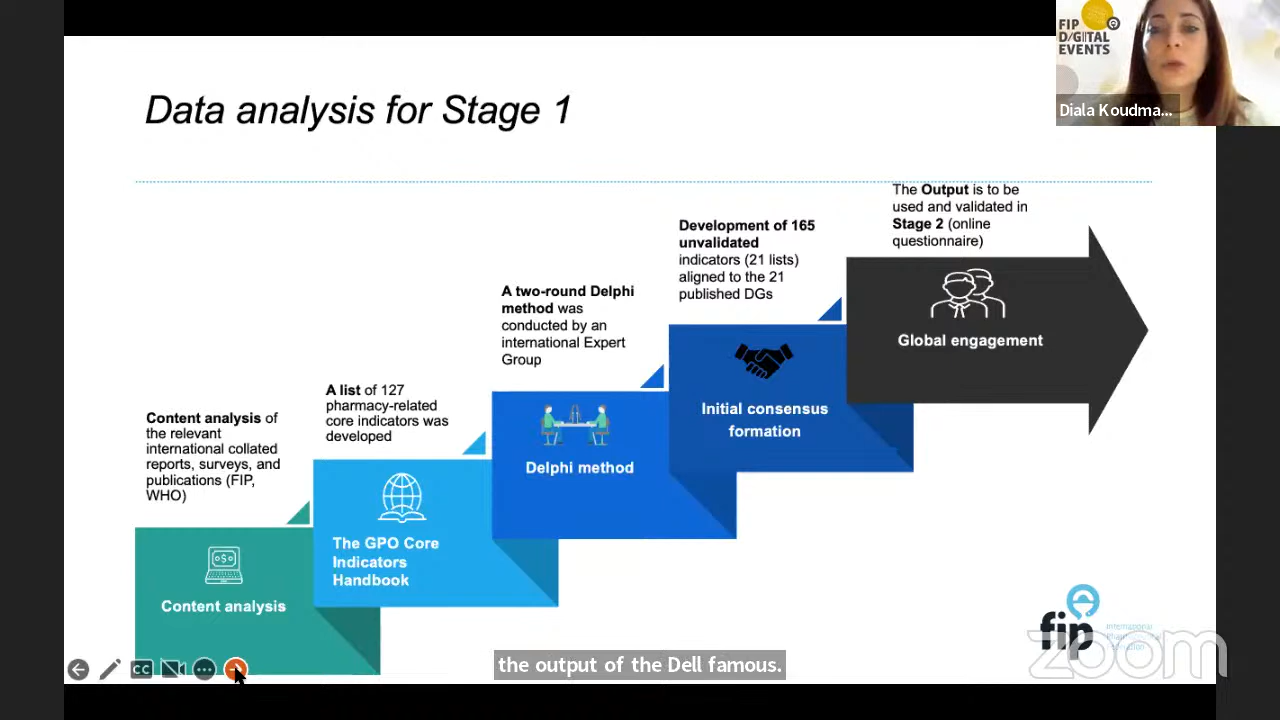 FIP
D/GITAL
EVENTS
Diala Koudma...
Data analysis for Stage 1
The Output is to be
used and validated in
Stage 2 (online
questionnaire)
Development of 165
unvalidated
indicators (21 lists)
aligned to the 21
published DGs
A two-round Delphi
method was
conducted by an
international Expert
Group
A list of 127
pharmacy-related
core indicators was
developed
Content analysis of
the relevant
international collated
reports, surveys, and
publications (FIP,
WHO)
Global engagement
Initial consensus
formation
Delphi method
The GPO Core
Indicators
Handbook
Content analysis
CC
fip
International
zoom
the output of the Dell famous.